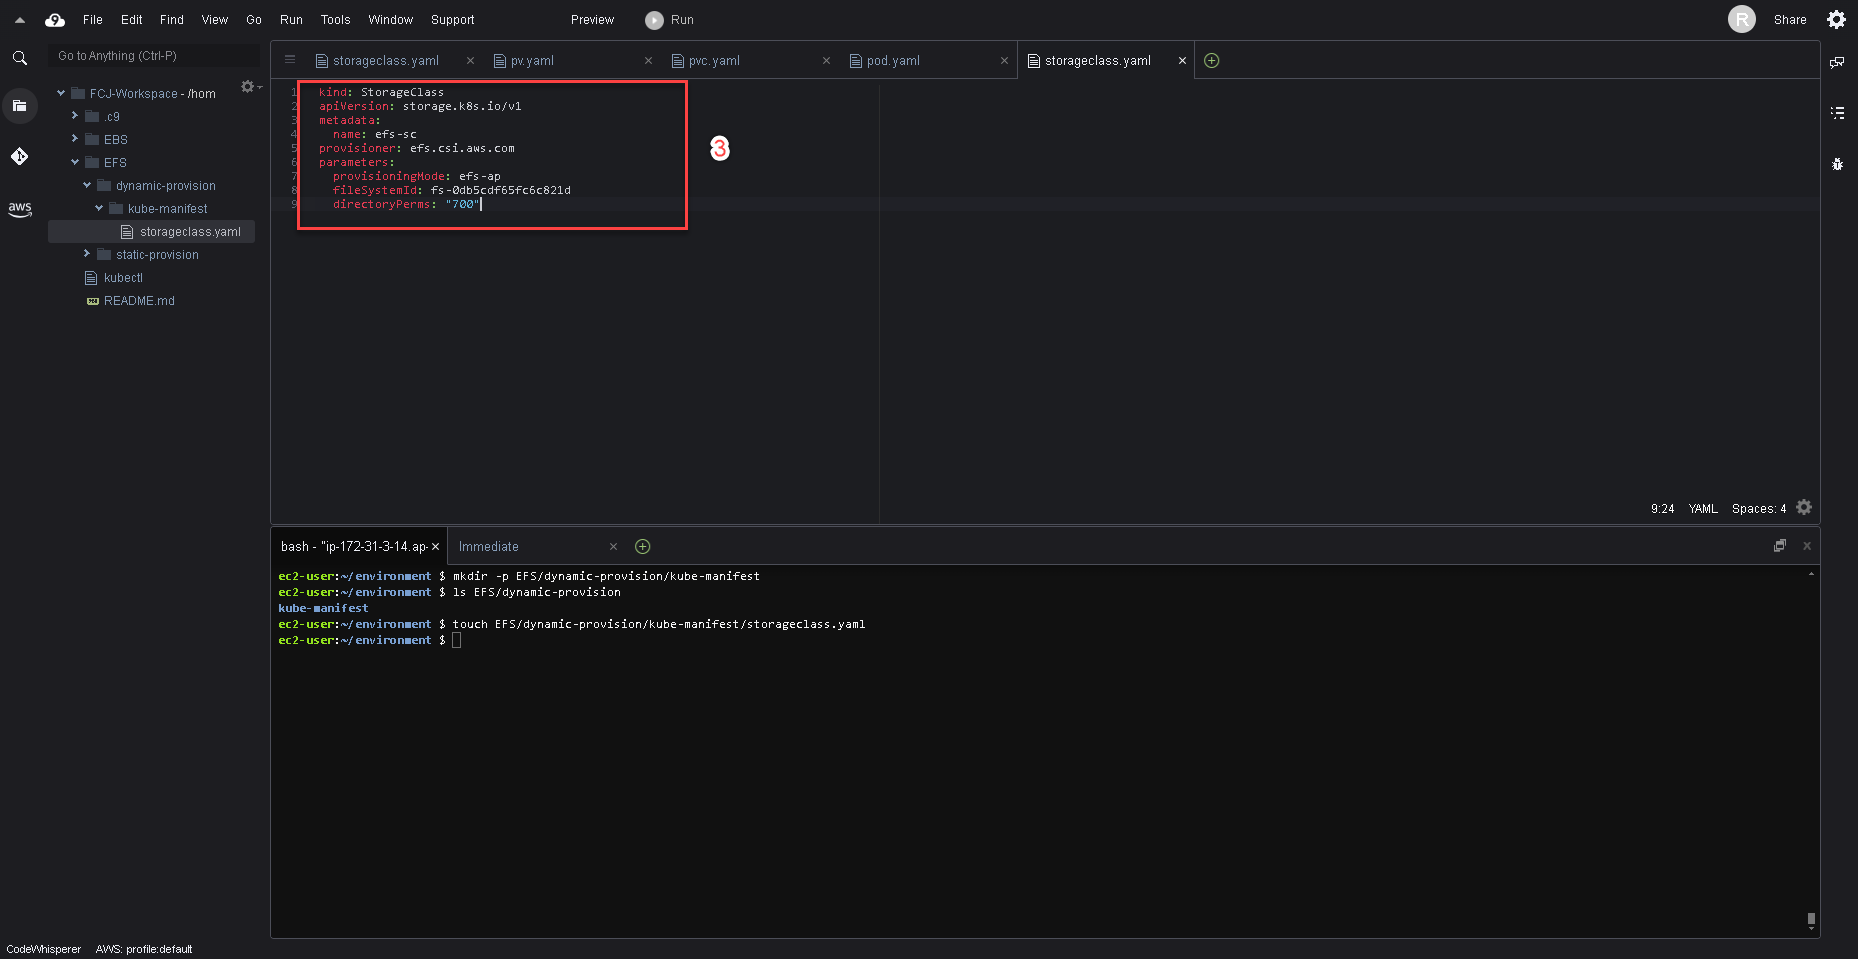 File Edit Find View Go Run Tools Window Support Preview Run R Share
Go to Anything (Ctrl-P)
FCJ-Workspace - /hom
.c9
EBS
EFS
dynamic-provision
kube-manifest
storageclass.yaml
static-provision
kubectl
README.md
aws
storageclass.yaml pv.yaml pvc.yaml pod.yaml storageclass.yaml
1 kind: StorageClass
2 apiVersion: storage.k8s.io/v1
3 metadata:
4 name: efs-sc
5 provisioner: efs.csi.aws.com
6 parameters:
7 provisioningMode: efs-ap
8 fileSystemId: fs-0db5cdf65fc6c821d
9 directoryPerms: "700"
3
9:24 YAML Spaces: 4
bash - "ip-172-31-3-14.ap- Immediate
ec2-user:~/environment $ mkdir -p EFS/dynamic-provision/kube-manifest
ec2-user:~/environment $ ls EFS/dynamic-provision
kube-manifest
ec2-user:~/environment $ touch EFS/dynamic-provision/kube-manifest/storageclass.yaml
ec2-user:~/environment $
CodeWhisperer AWS: profile:default